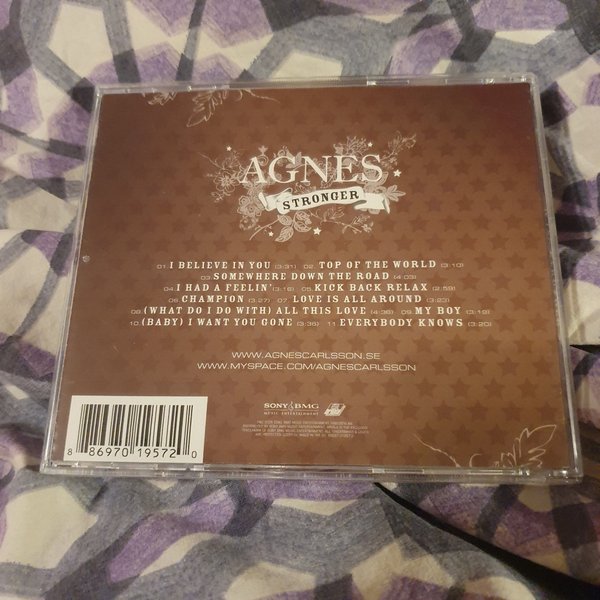 AGNES
STRONGER
01. I BELIEVE IN YOU (3:31) 02. TOP OF THE WORLD (3:10)
03. SOMEWHERE DOWN THE ROAD (4:03)
04. I HAD A FEELIN' (3:18) 05. KICK BACK RELAX (2:59)
06. CHAMPION (3:27) 07. LOVE IS ALL AROUND (3:23)
08. (WHAT DO I DO WITH) ALL THIS LOVE (4:36) 09. MY BOY (3:19)
10. (BABY) I WANT YOU GONE (3:36) 11. EVERYBODY KNOWS (3:20)
WWW.AGNESCARLSSON.SE
WWW.MYSPACE.COM/AGNESCARLSSON
SONY BMG
MUSIC ENTERTAINMENT
8 86970 19572 0